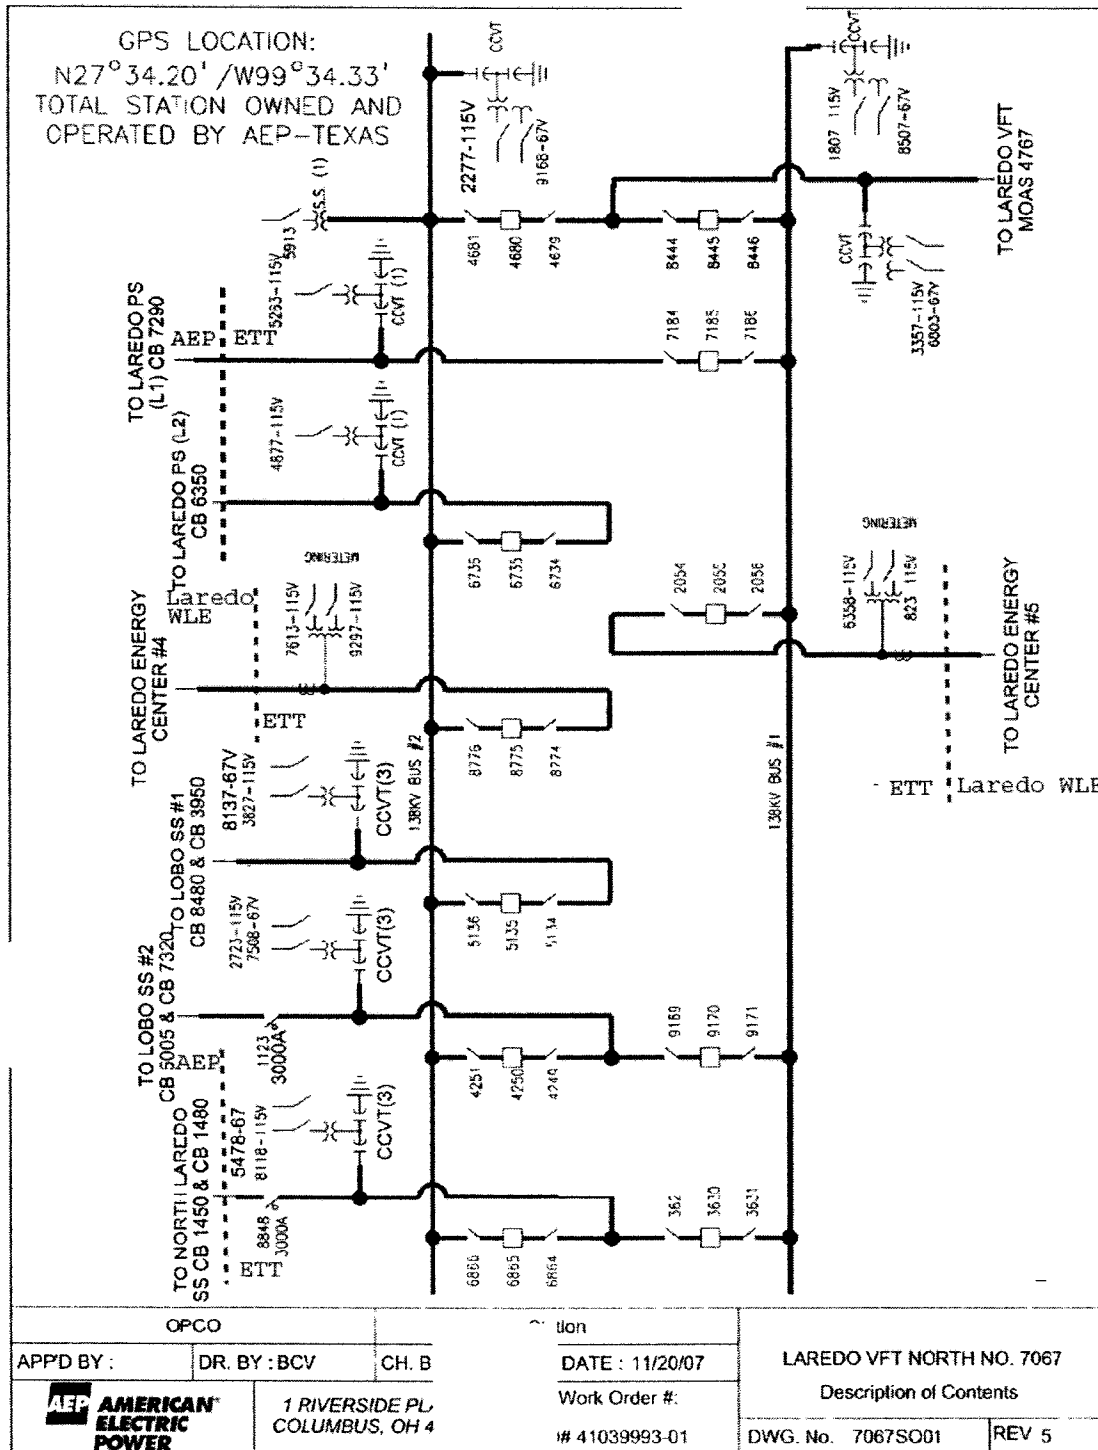 GPS LOCATION:
N27°34.20' /W99°34.33'
TOTAL STATION OWNED AND
OPERATED BY AEP-TEXAS
CCVT
2277-115V
9168-67V
CCVT
1807 115V
8507-67V
TO LAREDO VFT
MOAS 4767
S.S. (1)
5913
4681
4680
4679
8444
8445
8446
CCVT
3357-115V
6803-67V
5263-115V
CCVT (1)
TO LAREDO PS
(L1) CB 7290
AEP
ETT
7184
7185
7186
4877-115V
CCVT (1)
TO LAREDO PS (L2)
CB 6350
6736
6735
6734
METERING
Laredo
WLE
7613-115V
9297-115V
TO LAREDO ENERGY
CENTER #4
ETT
2054
2055
2056
METERING
6358-115V
823 115V
TO LAREDO ENERGY
CENTER #5
8776
8775
8774
138KV BUS #2
138KV BUS #1
- ETT
Laredo WLE
8137-67V
3827-115V
CCVT(3)
TO LOBO SS #1
CB 8480 & CB 3950
5136
5135
5134
2723-115V
7508-67V
CCVT(3)
TO LOBO SS #2
CB 5005 & CB 7320
1123
3000A
AEP
4251
4250
4249
9169
9170
9171
5478-67
8118-115V
CCVT(3)
TO NORTH LAREDO
SS CB 1450 & CB 1480
8848
3000A
ETT
6866
6865
6864
362
3630
3631
OPCO
tion
APP'D BY :
DR. BY : BCV
CH. B
DATE : 11/20/07
LAREDO VFT NORTH NO. 7067
Description of Contents
AEP AMERICAN
ELECTRIC
POWER
1 RIVERSIDE PL
COLUMBUS, OH 4
Work Order #:
# 41039993-01
DWG. No. 7067SO01
REV 5